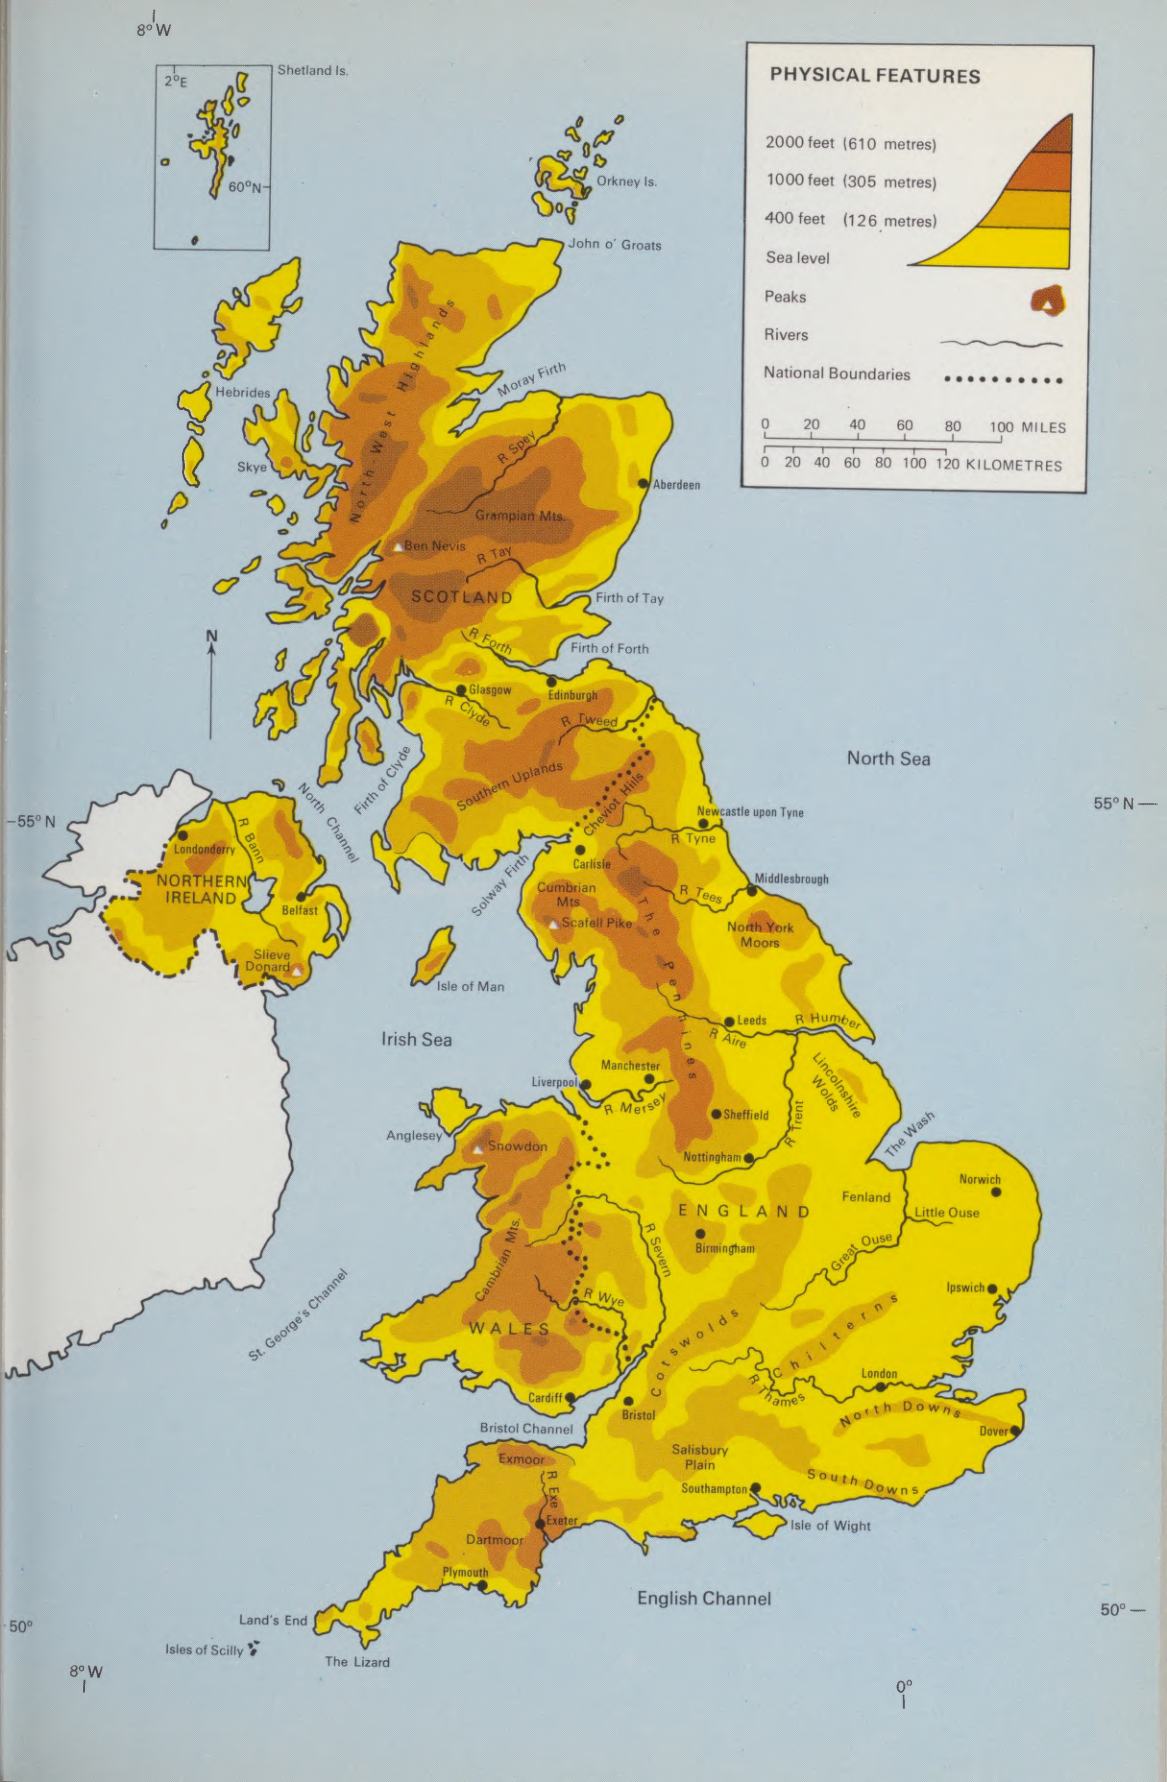 8°W
2°E
Shetland Is.
60°N
Orkney Is.
John o' Groats
PHYSICAL FEATURES
2000 feet (610 metres)
1000 feet (305 metres)
400 feet (126 metres)
Sea level
Peaks
Rivers
National Boundaries
0 20 40 60 80 100 MILES
0 20 40 60 80 100 120 KILOMETRES
North-West Highlands
Moray Firth
Hebrides
Skye
R Spey
Aberdeen
Grampian Mts.
Ben Nevis
R Tay
SCOTLAND
Firth of Tay
N
R Forth
Firth of Forth
Glasgow
Edinburgh
R Clyde
R Tweed
Southern Uplands
Firth of Clyde
North Channel
Cheviot Hills
North Sea
55°N
55°N
Newcastle upon Tyne
R Tyne
R Bann
Londonderry
NORTHERN
IRELAND
Belfast
Slieve
Donard
Carlisle
Solway Firth
Cumbrian
Mts
Scafell Pike
The Pennines
R Tees
Middlesbrough
North York
Moors
Isle of Man
Irish Sea
Leeds
R Aire
R Humber
Manchester
Liverpool
R Mersey
Sheffield
R Trent
Lincolnshire
Wolds
Anglesey
Snowdon
Nottingham
The Wash
Norwich
Fenland
Little Ouse
ENGLAND
Birmingham
Great Ouse
R Severn
Cambrian Mts.
Ipswich
R Wye
WALES
St. George's Channel
Cotswolds
Chilterns
R Thames
London
Cardiff
Bristol
North Downs
Dover
Bristol Channel
Salisbury
Plain
Exmoor
R Exe
Southampton
South Downs
Exeter
Isle of Wight
Dartmoor
Plymouth
English Channel
50°
50°
Land's End
Isles of Scilly
The Lizard
8°W
0°